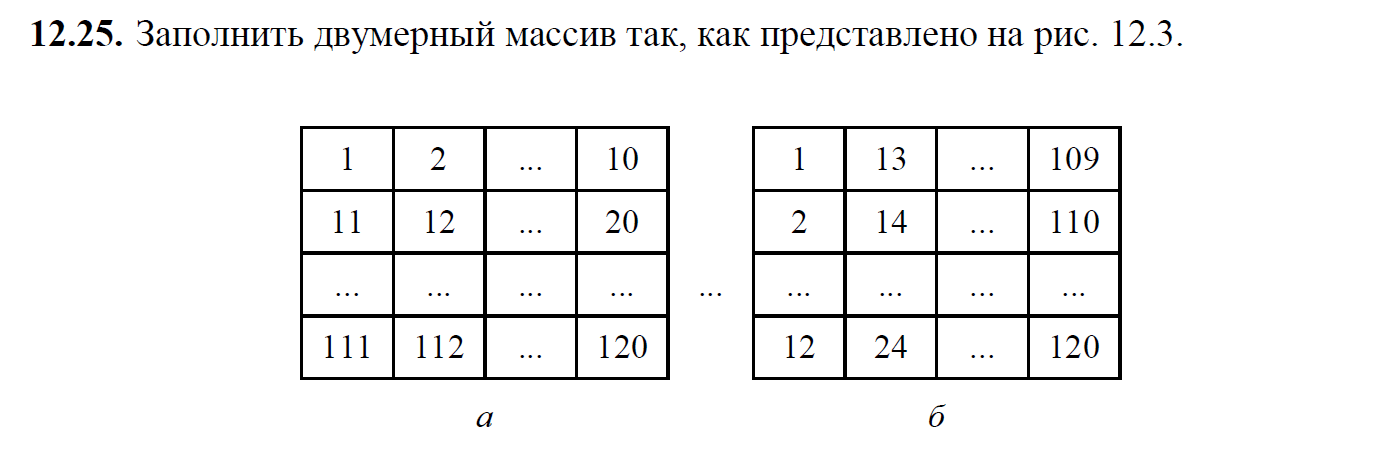 12.25. Заполнить двумерный массив так, как представлено на рис. 12.3.
1 2 ... 10
11 12 ... 20
... ... ... ...
111 112 ... 120
а
...
1 13 ... 109
2 14 ... 110
... ... ... ...
12 24 ... 120
б